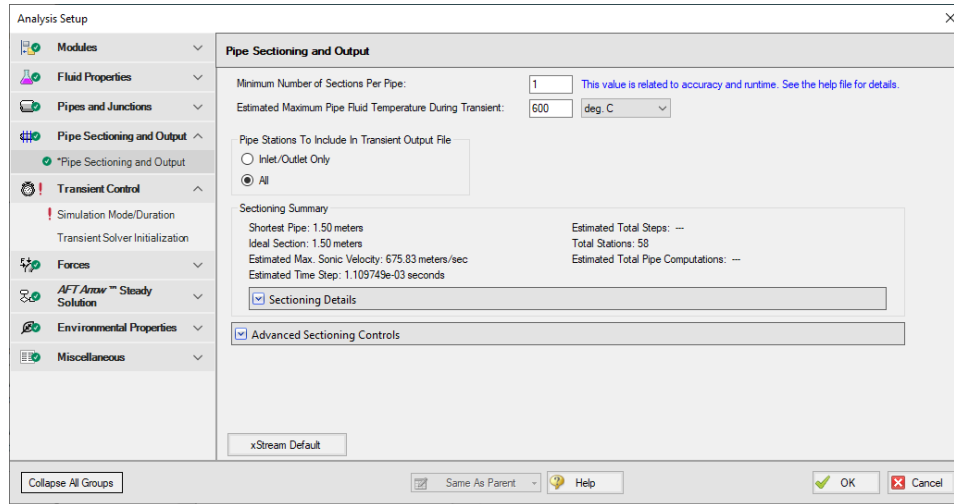 Analysis Setup
Modules
Fluid Properties
Pipes and Junctions
Pipe Sectioning and Output
*Pipe Sectioning and Output
Transient Control
Simulation Mode/Duration
Transient Solver Initialization
Forces
AFT Arrow™ Steady
Solution
Environmental Properties
Miscellaneous
Pipe Sectioning and Output
Minimum Number of Sections Per Pipe: 1 This value is related to accuracy and runtime. See the help file for details.
Estimated Maximum Pipe Fluid Temperature During Transient: 600 deg. C
Pipe Stations To Include In Transient Output File
Inlet/Outlet Only
All
Sectioning Summary
Shortest Pipe: 1.50 meters
Ideal Section: 1.50 meters
Estimated Max. Sonic Velocity: 675.83 meters/sec
Estimated Time Step: 1.109749e-03 seconds
Estimated Total Steps: ---
Total Stations: 58
Estimated Total Pipe Computations: ---
Sectioning Details
Advanced Sectioning Controls
xStream Default
Collapse All Groups
Same As Parent
Help
OK
Cancel